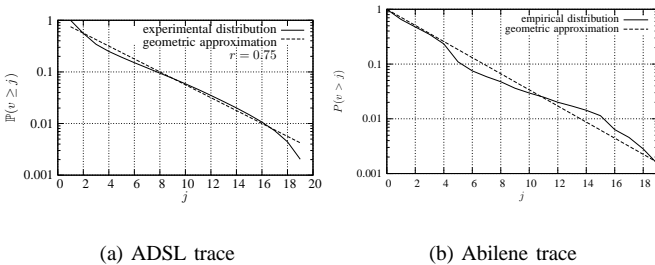 1
0.1
0.01
0.001
ℙ(v ≥ j)
experimental distribution
geometric approximation
r = 0.75
0 2 4 6 8 10 12 14 16 18 20
j
(a) ADSL trace
1
0.1
0.01
0.001
P(v > j)
empirical distribution
geometric approximation
0 2 4 6 8 10 12 14 16 18
j
(b) Abilene trace